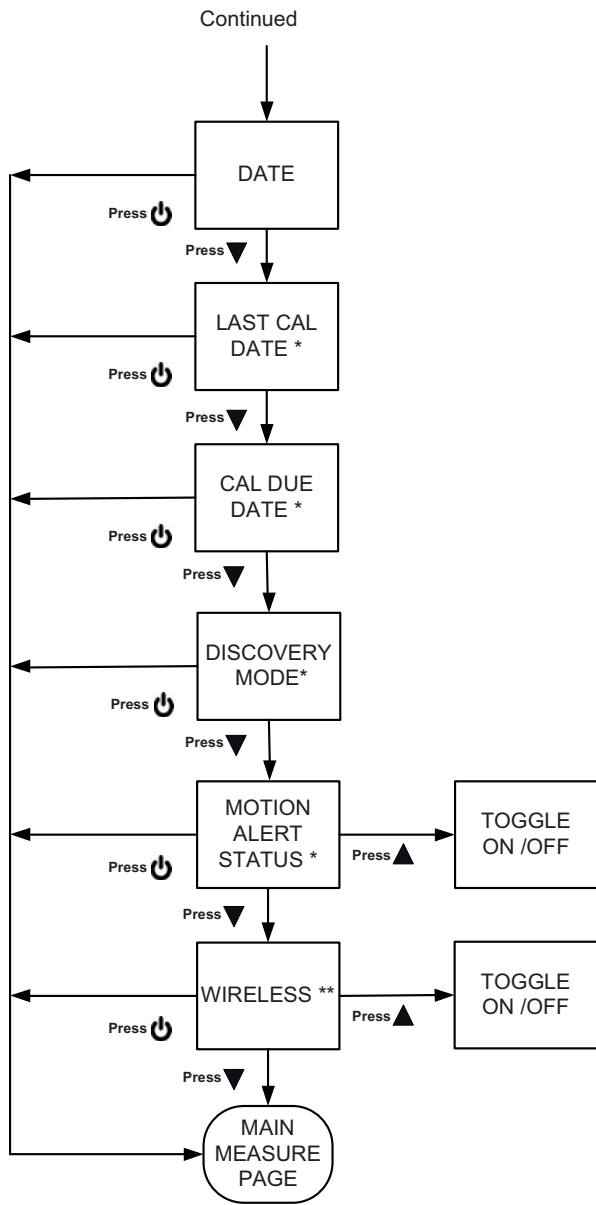 Continued
DATE
Press
Press
LAST CAL
DATE *
Press
Press
CAL DUE
DATE *
Press
Press
DISCOVERY
MODE*
Press
Press
MOTION
ALERT
STATUS *
Press
Press
TOGGLE
ON /OFF
Press
WIRELESS **
Press
Press
TOGGLE
ON /OFF
Press
MAIN
MEASURE
PAGE